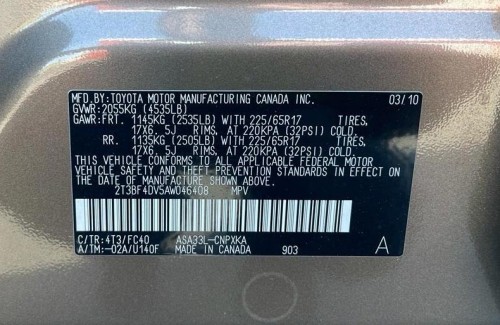 MFD.BY:TOYOTA MOTOR MANUFACTURING CANADA INC. 03/10
GVWR:2055KG (4535LB)
GAWR:FRT. 1145KG (2535LB) WITH 225/65R17 TIRES,
17X6. 5J RIMS, AT 220KPA (32PSI) COLD.
RR. 1135KG (2505LB) WITH 225/65R17 TIRES,
17X6. 5J RIMS, AT 220KPA (32PSI) COLD.
THIS VEHICLE CONFORMS TO ALL APPLICABLE FEDERAL MOTOR
VEHICLE SAFETY AND THEFT PREVENTION STANDARDS IN EFFECT
ON THE DATE OF MANUFACTURE SHOWN ABOVE.
2T3BF4DV5AW046408 MPV
C/TR:4T3/FC40 ASA33L-CNPXKA
A/TM:-02A/U140F MADE IN CANADA 903 A